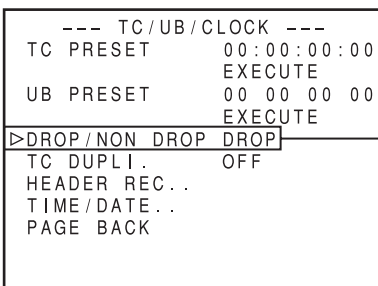 --- TC/UB/CLOCK ---
TC PRESET 00:00:00:00
EXECUTE
UB PRESET 00 00 00 00
EXECUTE
▷DROP/NON DROP DROP
TC DUPLI. OFF
HEADER REC..
TIME/DATE..
PAGE BACK